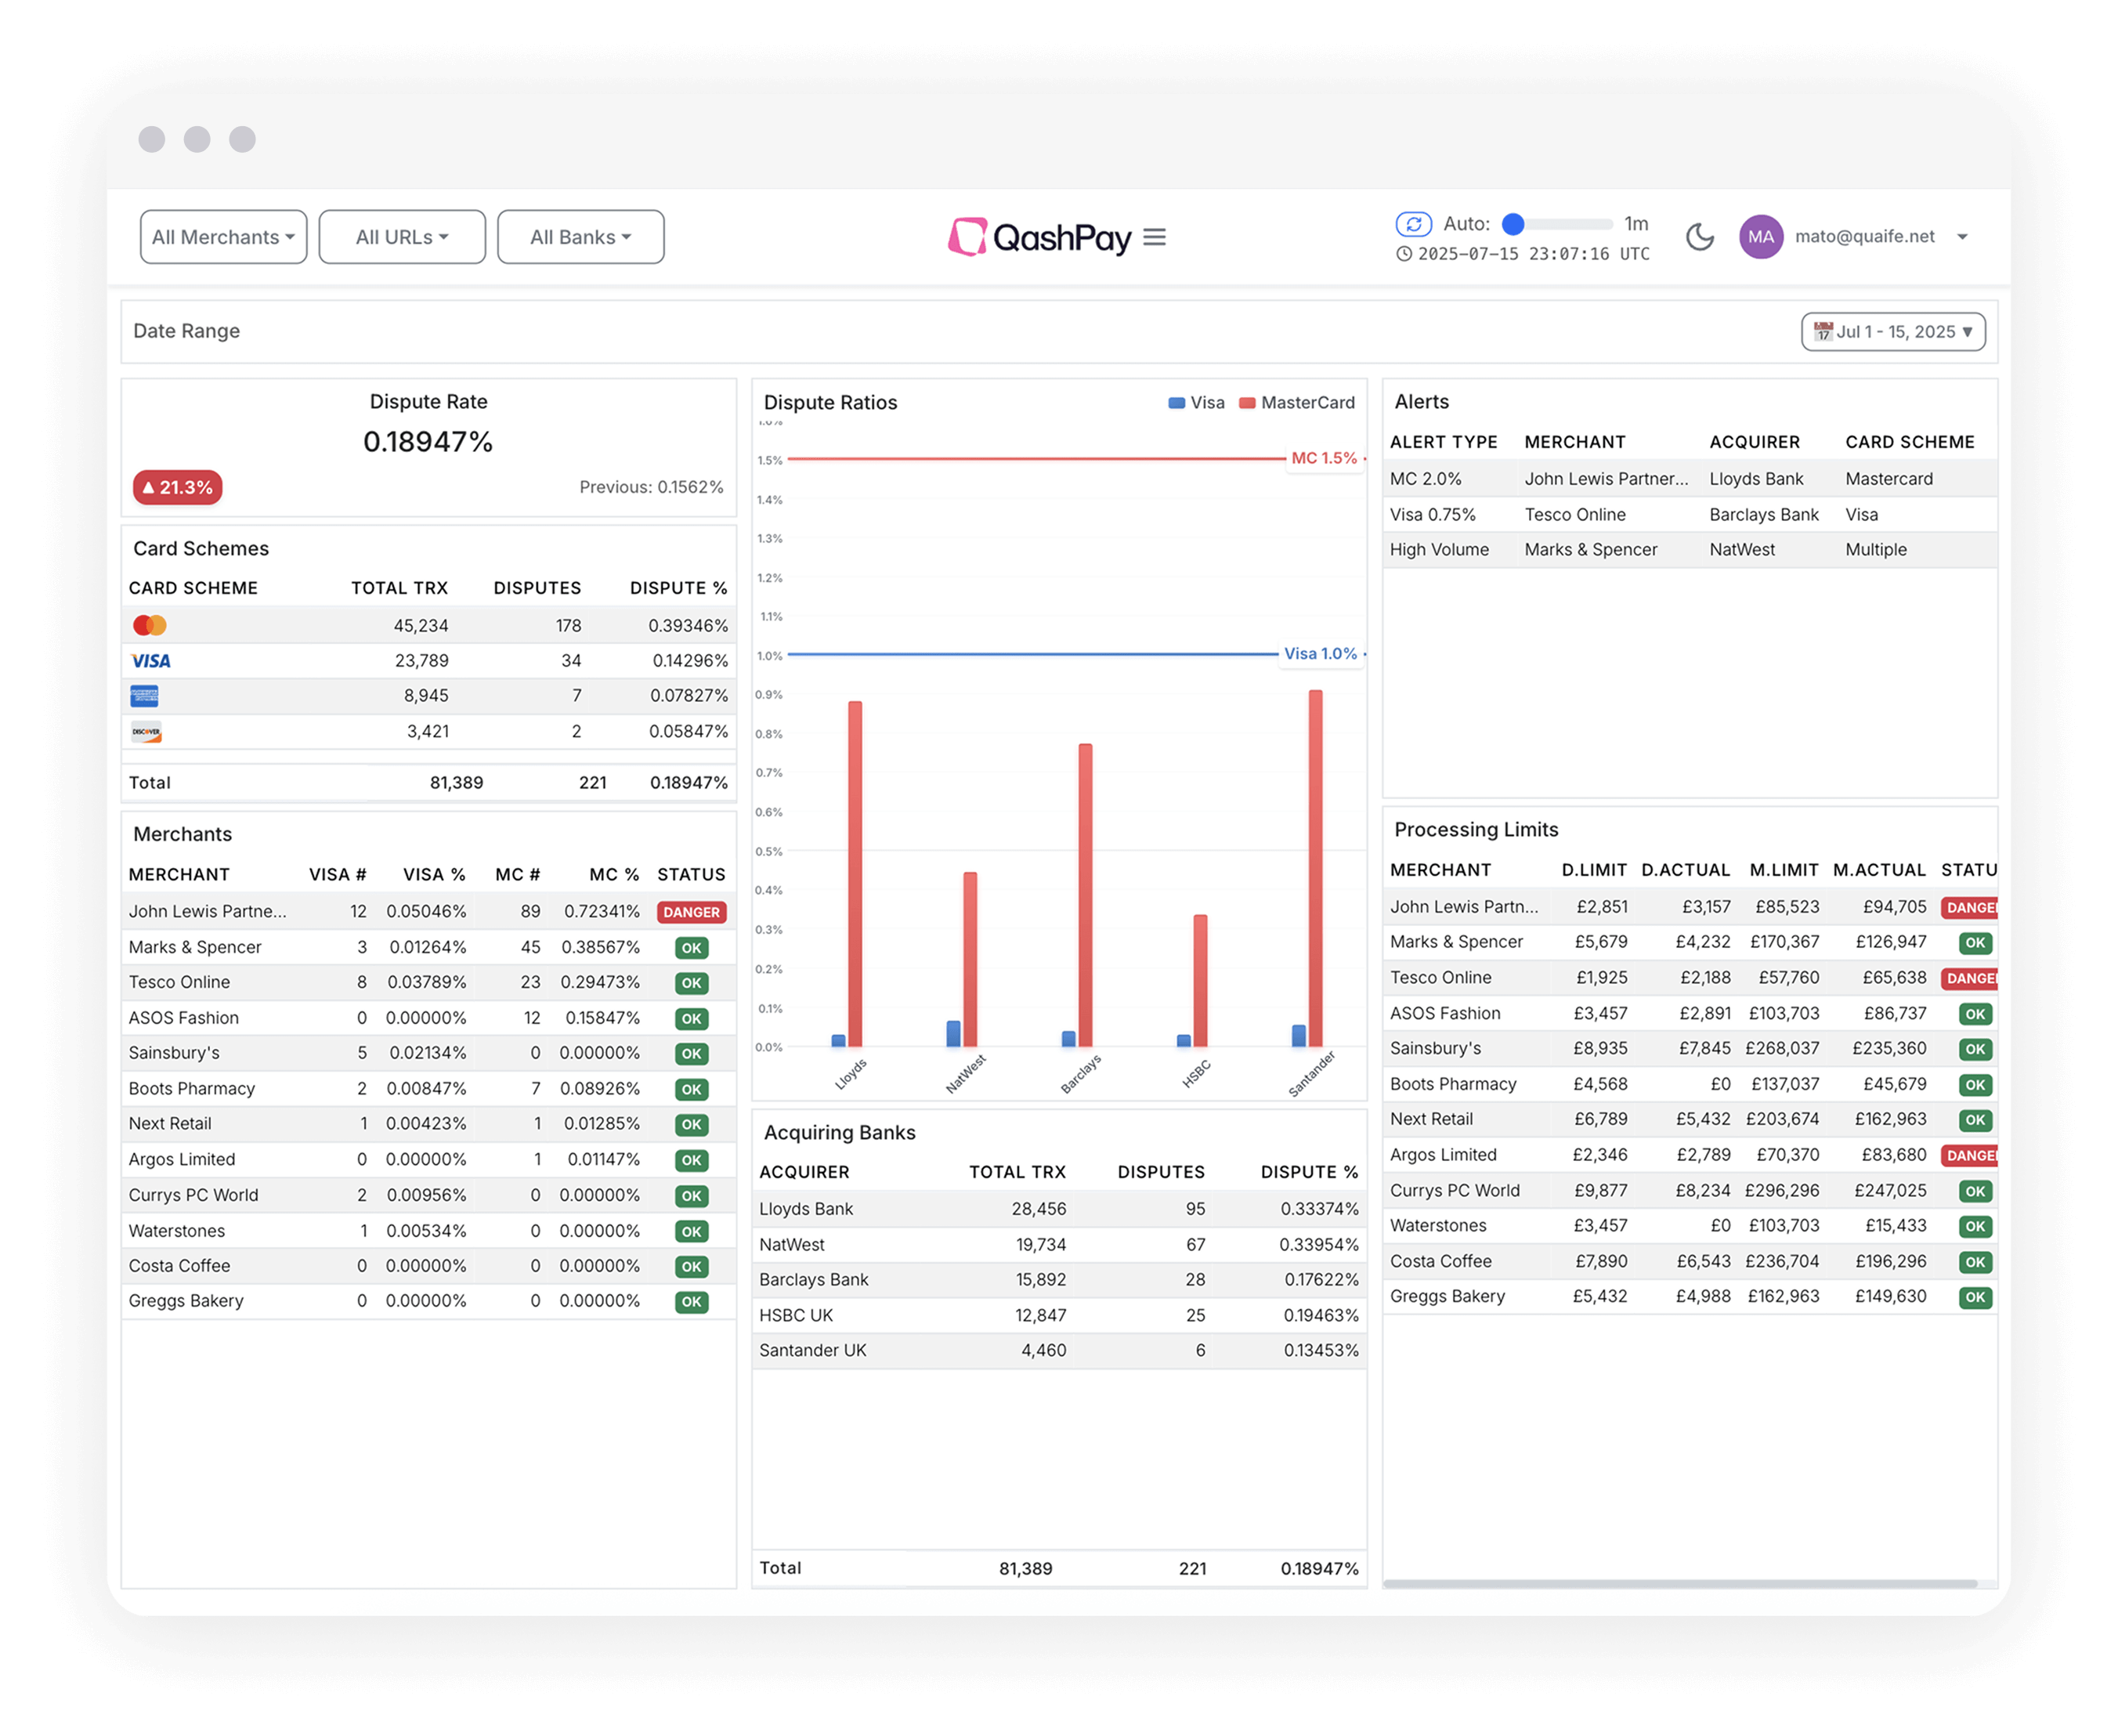 All Merchants
All URLs
All Banks
QashPay
Auto: 1m
2025-07-15 23:07:16 UTC
MA
mato@quaife.net
Date Range
17 Jul 1 - 15, 2025
Dispute Rate
0.18947%
21.3%
Previous: 0.1562%
Card Schemes
CARD SCHEME TOTAL TRX DISPUTES DISPUTE %
45,234 178 0.39346%
VISA 23,789 34 0.14296%
8,945 7 0.07827%
DISCOVER 3,421 2 0.05847%
Total 81,389 221 0.18947%
Merchants
MERCHANT VISA # VISA % MC # MC % STATUS
John Lewis Partne... 12 0.05046% 89 0.72341% DANGER
Marks & Spencer 3 0.01264% 45 0.38567% OK
Tesco Online 8 0.03789% 23 0.29473% OK
ASOS Fashion 0 0.00000% 12 0.15847% OK
Sainsbury's 5 0.02134% 0 0.00000% OK
Boots Pharmacy 2 0.00847% 7 0.08926% OK
Next Retail 1 0.00423% 1 0.01285% OK
Argos Limited 0 0.00000% 1 0.01147% OK
Currys PC World 2 0.00956% 0 0.00000% OK
Waterstones 1 0.00534% 0 0.00000% OK
Costa Coffee 0 0.00000% 0 0.00000% OK
Greggs Bakery 0 0.00000% 0 0.00000% OK
Dispute Ratios
Visa MasterCard
1.5%
MC 1.5%
1.4%
1.3%
1.2%
1.1%
1.0%
Visa 1.0%
0.9%
0.8%
0.7%
0.6%
0.5%
0.4%
0.3%
0.2%
0.1%
0.0%
Lloyds
NatWest
Barclays
HSBC
Santander
Acquiring Banks
ACQUIRER TOTAL TRX DISPUTES DISPUTE %
Lloyds Bank 28,456 95 0.33374%
NatWest 19,734 67 0.33954%
Barclays Bank 15,892 28 0.17622%
HSBC UK 12,847 25 0.19463%
Santander UK 4,460 6 0.13453%
Total 81,389 221 0.18947%
Alerts
ALERT TYPE MERCHANT ACQUIRER CARD SCHEME
MC 2.0% John Lewis Partner... Lloyds Bank Mastercard
Visa 0.75% Tesco Online Barclays Bank Visa
High Volume Marks & Spencer NatWest Multiple
Processing Limits
MERCHANT D.LIMIT D.ACTUAL M.LIMIT M.ACTUAL STATU
John Lewis Partn... £2,851 £3,157 £85,523 £94,705 DANGE
Marks & Spencer £5,679 £4,232 £170,367 £126,947 OK
Tesco Online £1,925 £2,188 £57,760 £65,638 DANGE
ASOS Fashion £3,457 £2,891 £103,703 £86,737 OK
Sainsbury's £8,935 £7,845 £268,037 £235,360 OK
Boots Pharmacy £4,568 £0 £137,037 £45,679 OK
Next Retail £6,789 £5,432 £203,674 £162,963 OK
Argos Limited £2,346 £2,789 £70,370 £83,680 DANGE
Currys PC World £9,877 £8,234 £296,296 £247,025 OK
Waterstones £3,457 £0 £103,703 £15,433 OK
Costa Coffee £7,890 £6,543 £236,704 £196,296 OK
Greggs Bakery £5,432 £4,988 £162,963 £149,630 OK